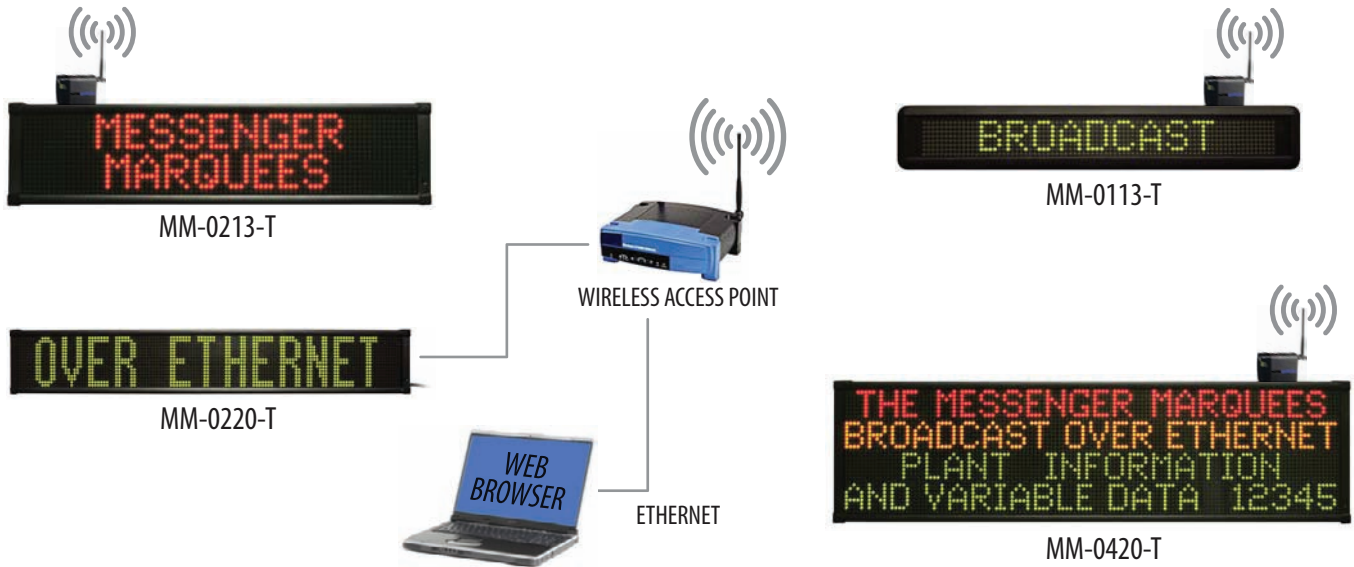 MESSENGER
MARQUEES
MM-0213-T
BROADCAST
MM-0113-T
WIRELESS ACCESS POINT
OVER ETHERNET
MM-0220-T
WEB
BROWSER
ETHERNET
THE MESSENGER MARQUEES
BROADCAST OVER ETHERNET
PLANT INFORMATION
AND VARIABLE DATA 12345
MM-0420-T